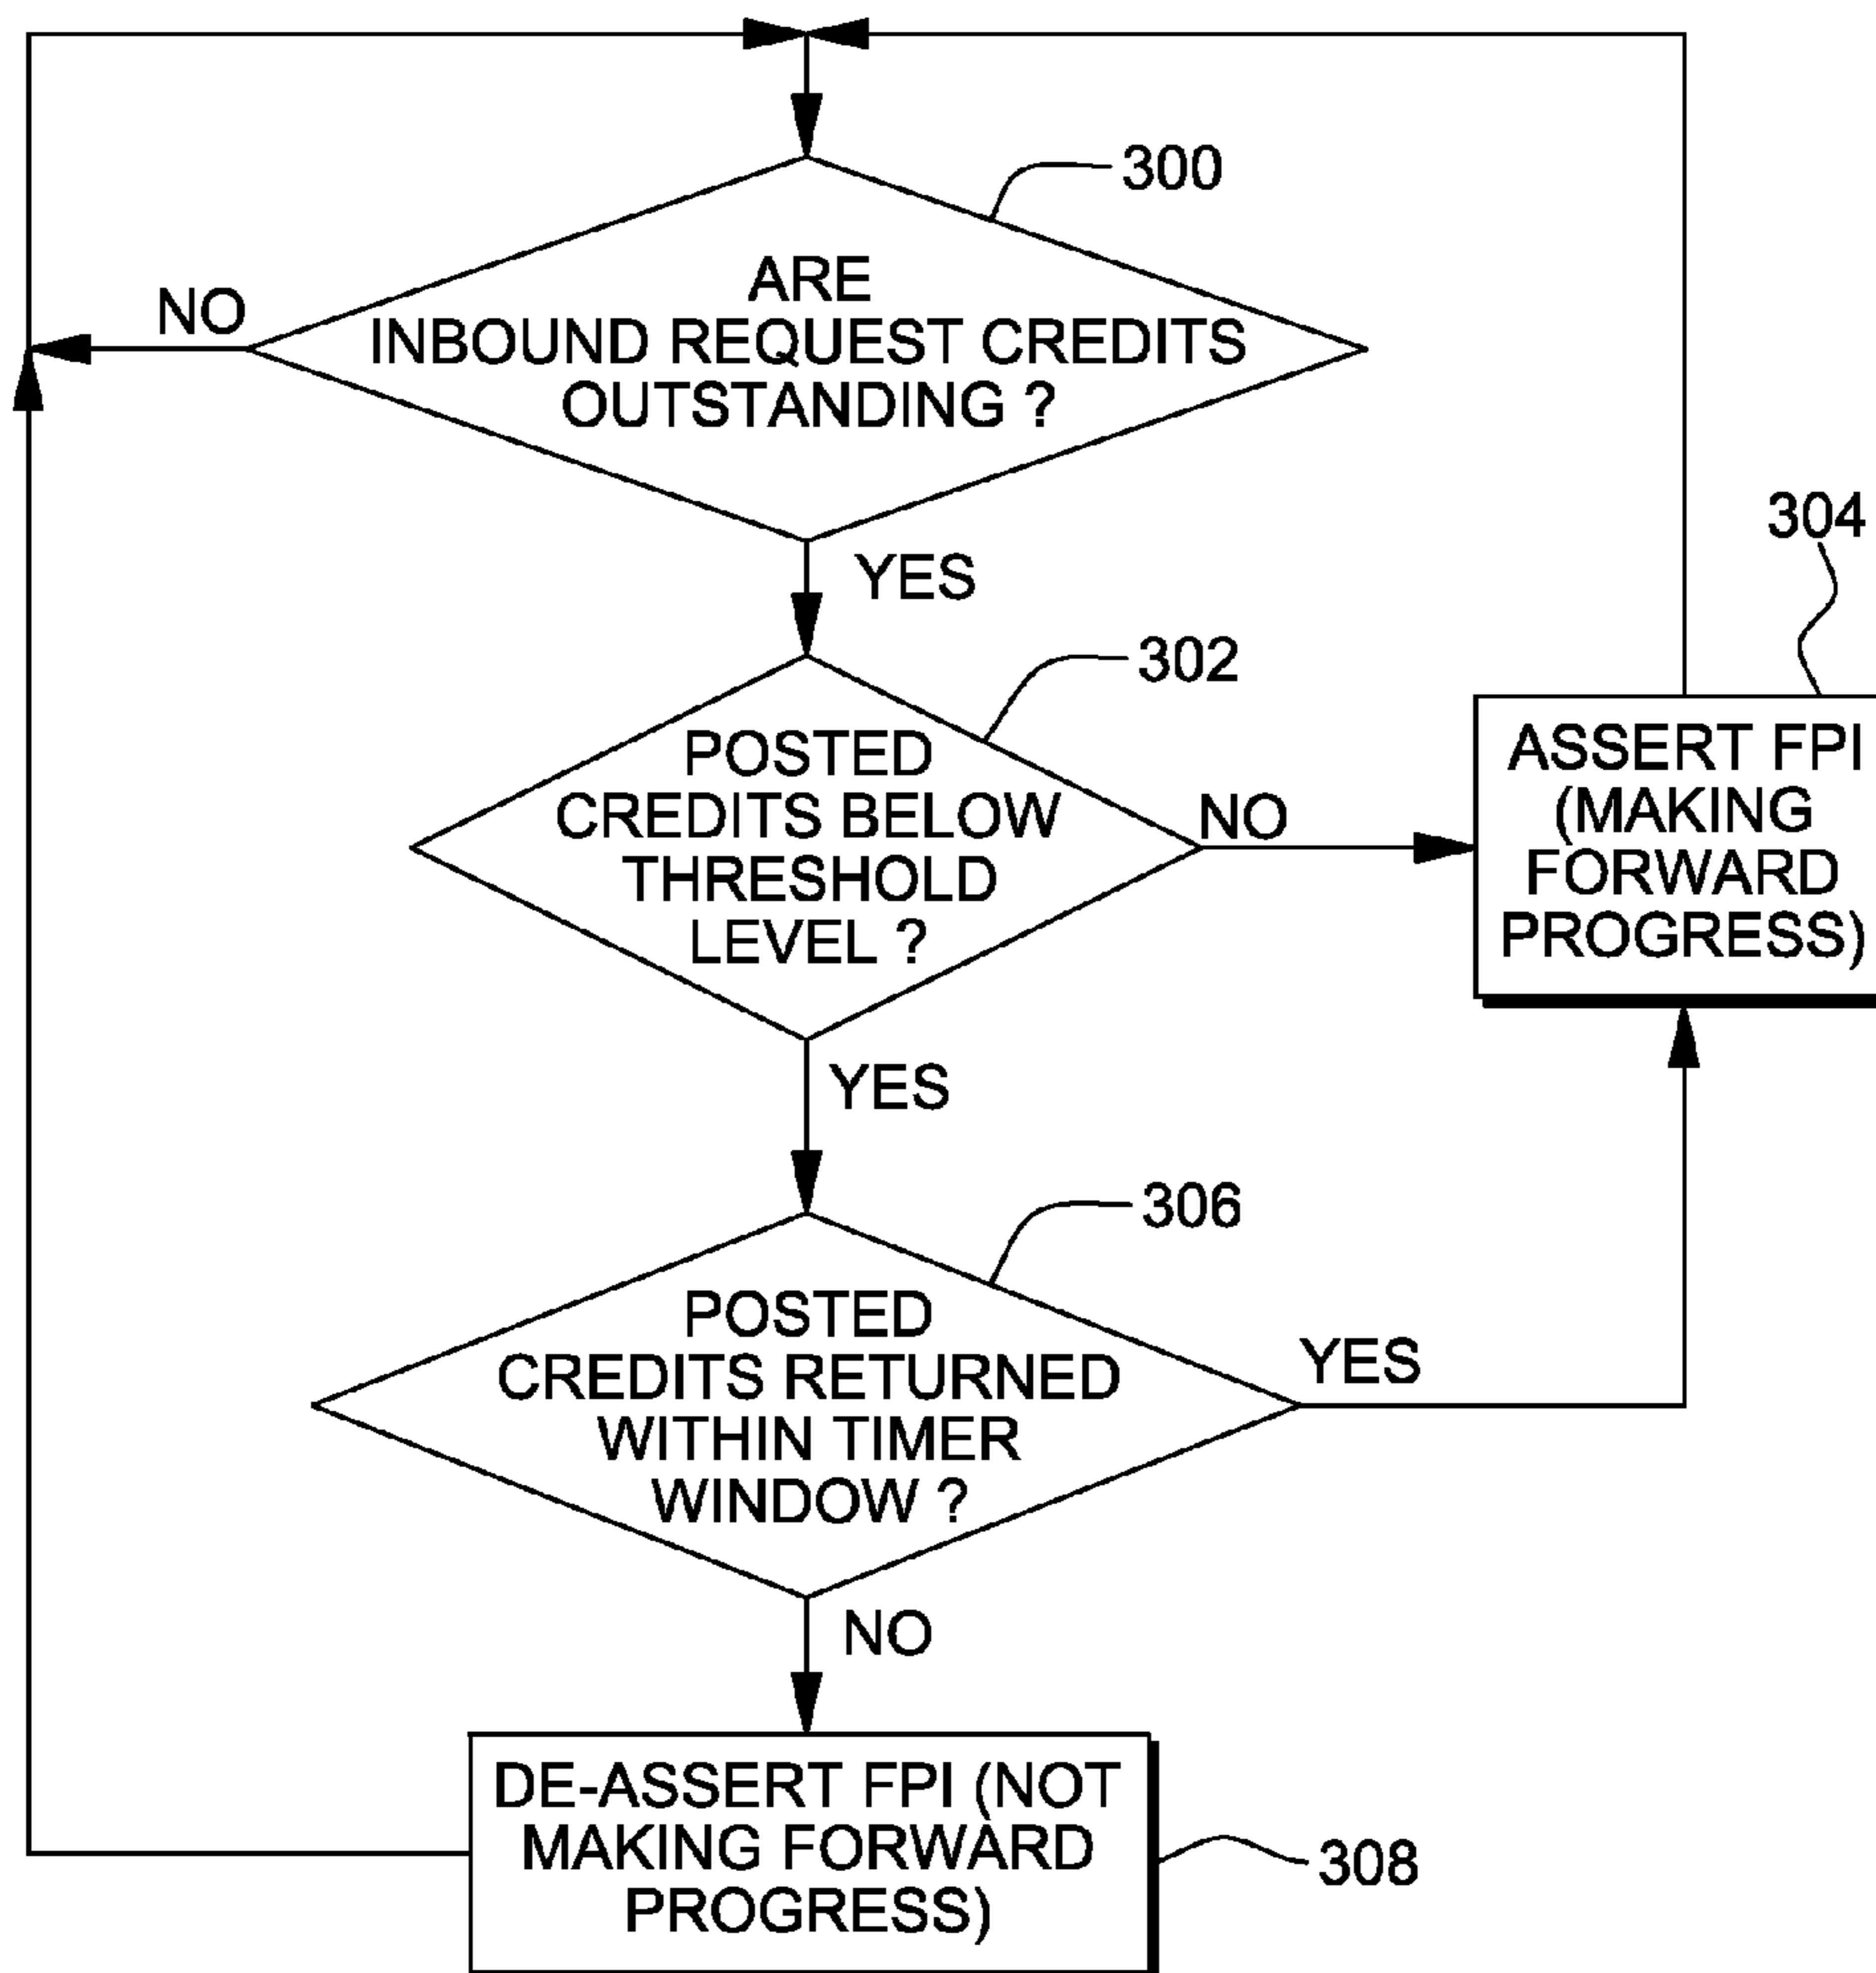 300
ARE
INBOUND REQUEST CREDITS
OUTSTANDING ?
NO
YES
302
POSTED
CREDITS BELOW
THRESHOLD
LEVEL ?
NO
304
ASSERT FPI
(MAKING
FORWARD
PROGRESS)
YES
306
POSTED
CREDITS RETURNED
WITHIN TIMER
WINDOW ?
YES
NO
DE-ASSERT FPI (NOT
MAKING FORWARD
PROGRESS)
308